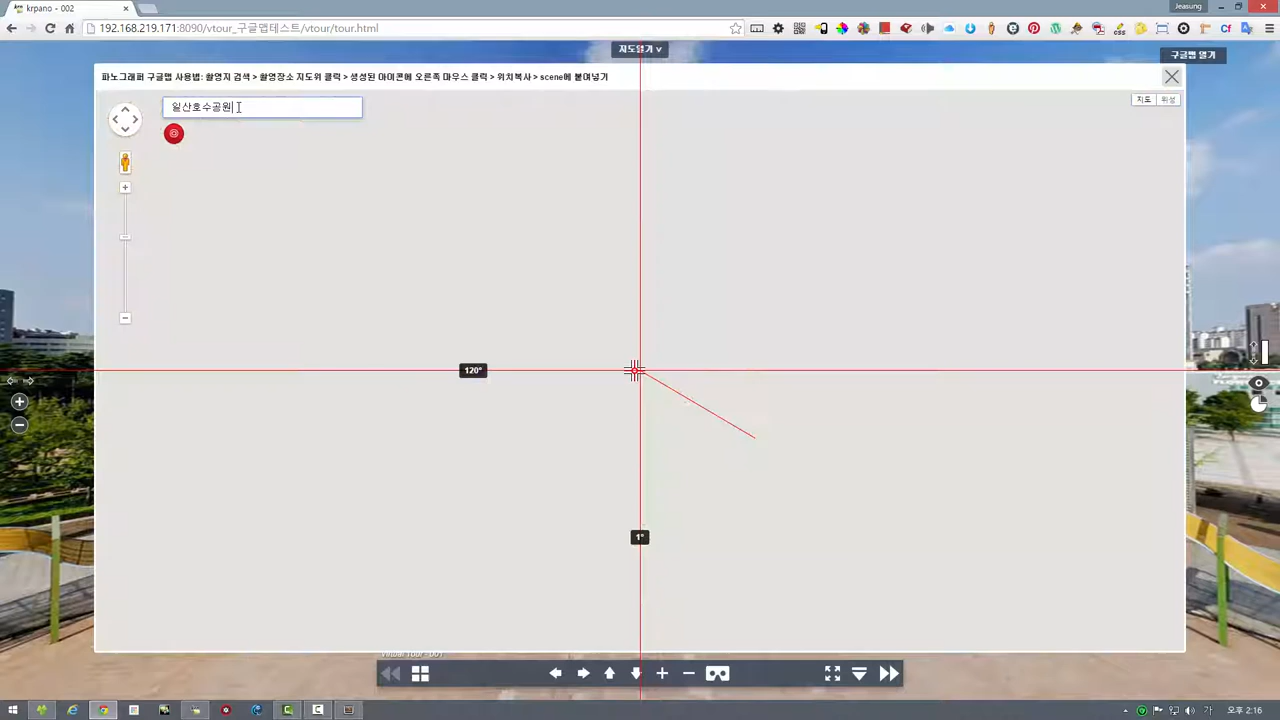 krpano - 002
Jeasung
192.168.219.171:8090/vtour_구글맵테스트/vtour/tour.html
지도열기 ∨
구글맵 열기
파노그래퍼 구글맵 사용법: 촬영지 검색 > 촬영장소 지도위 클릭 > 생성된 아이콘에 오른쪽 마우스 클릭 > 위치복사 > scene에 붙여넣기
일산호수공원
지도 위성
120°
1°
Virtual Tour - 001
가 오후 2:16